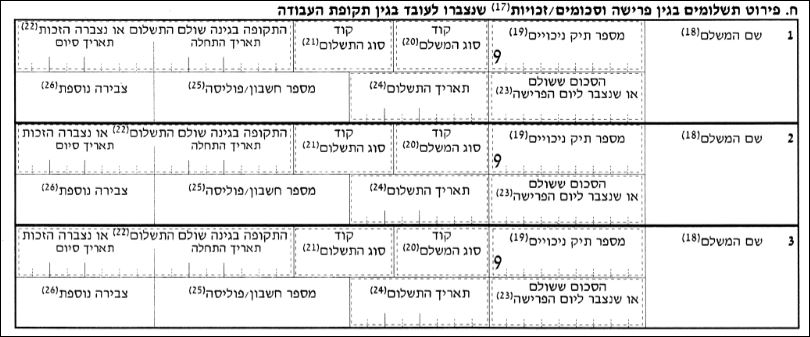 ח. פירוט תשלומים בגין פרישה וסכומים/זכויות(17) שנצברו לעובד בגין תקופת העבודה
1 שם המשלם(18) מספר תיק ניכויים(19) קוד סוג המשלם(20) קוד סוג התשלום(21) התקופה בגינה שולם התשלום או נצברה הזכות(22)
9 תאריך התחלה תאריך סיום
הסכום ששולם תאריך התשלום(24) מספר חשבון/פוליסה(25) צבירה נוספת(26)
או שנצבר ליום הפרישה(23)
2 שם המשלם(18) מספר תיק ניכויים(19) קוד סוג המשלם(20) קוד סוג התשלום(21) התקופה בגינה שולם התשלום(22) או נצברה הזכות
9 תאריך התחלה תאריך סיום
הסכום ששולם תאריך התשלום(24) מספר חשבון/פוליסה(25) צבירה נוספת(26)
או שנצבר ליום הפרישה(23)
3 שם המשלם(18) מספר תיק ניכויים(19) קוד סוג המשלם(20) קוד סוג התשלום(21) התקופה בגינה שולם התשלום(22) או נצברה הזכות
9 תאריך התחלה תאריך סיום
הסכום ששולם תאריך התשלום(24) מספר חשבון/פוליסה(25) צבירה נוספת(26)
או שנצבר ליום הפרישה(23)